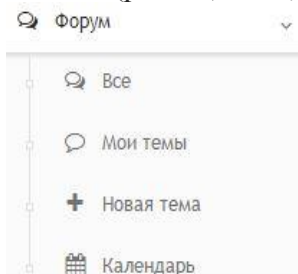 Форум
Все
Мои темы
Новая тема
Календарь